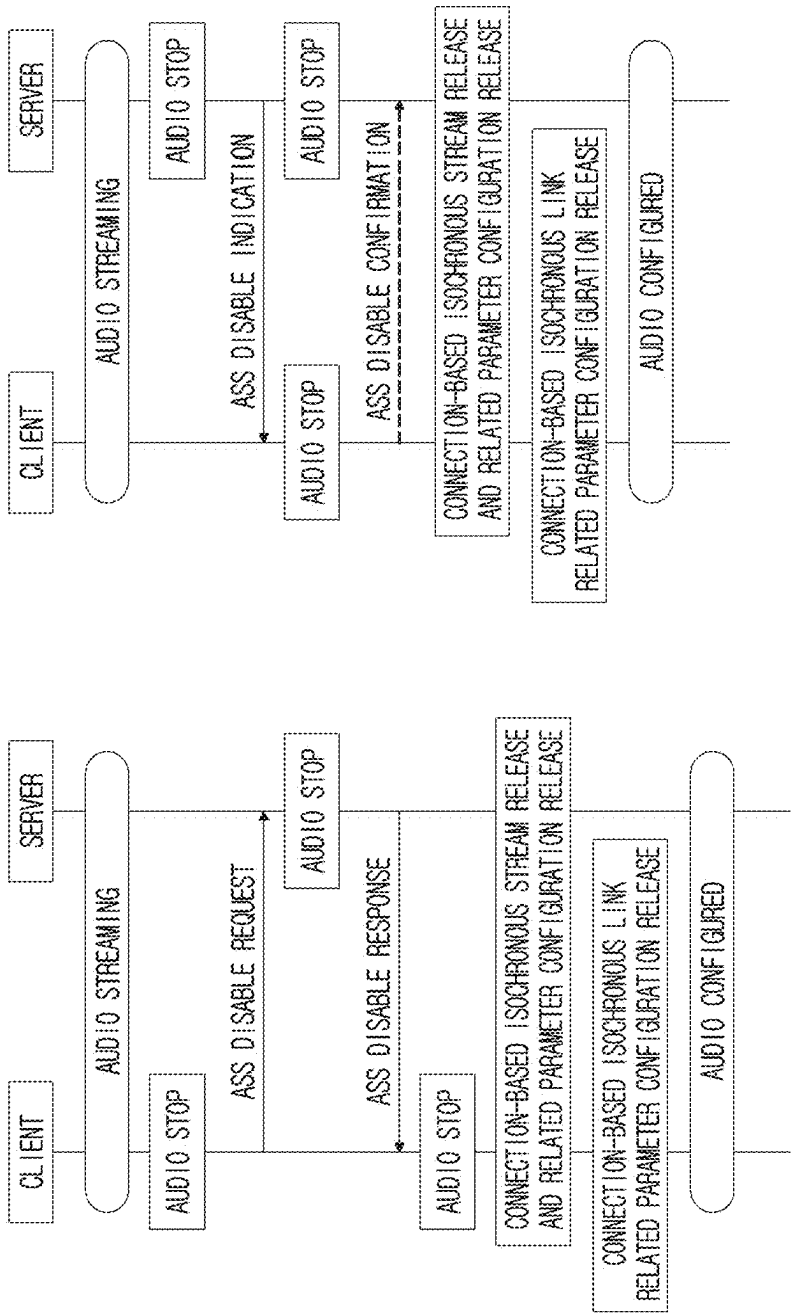 CLIENT
SERVER
AUDIO STREAMING
AUDIO STOP
ASS DISABLE REQUEST
AUDIO STOP
ASS DISABLE RESPONSE
AUDIO STOP
CONNECTION-BASED ISOCHRONOUS STREAM RELEASE
AND RELATED PARAMETER CONFIGURATION RELEASE
CONNECTION-BASED ISOCHRONOUS LINK
RELATED PARAMETER CONFIGURATION RELEASE
AUDIO CONFIGURED
CLIENT
SERVER
AUDIO STREAMING
AUDIO STOP
ASS DISABLE INDICATION
AUDIO STOP
AUDIO STOP
ASS DISABLE CONFIRMATION
CONNECTION-BASED ISOCHRONOUS STREAM RELEASE
AND RELATED PARAMETER CONFIGURATION RELEASE
CONNECTION-BASED ISOCHRONOUS LINK
RELATED PARAMETER CONFIGURATION RELEASE
AUDIO CONFIGURED